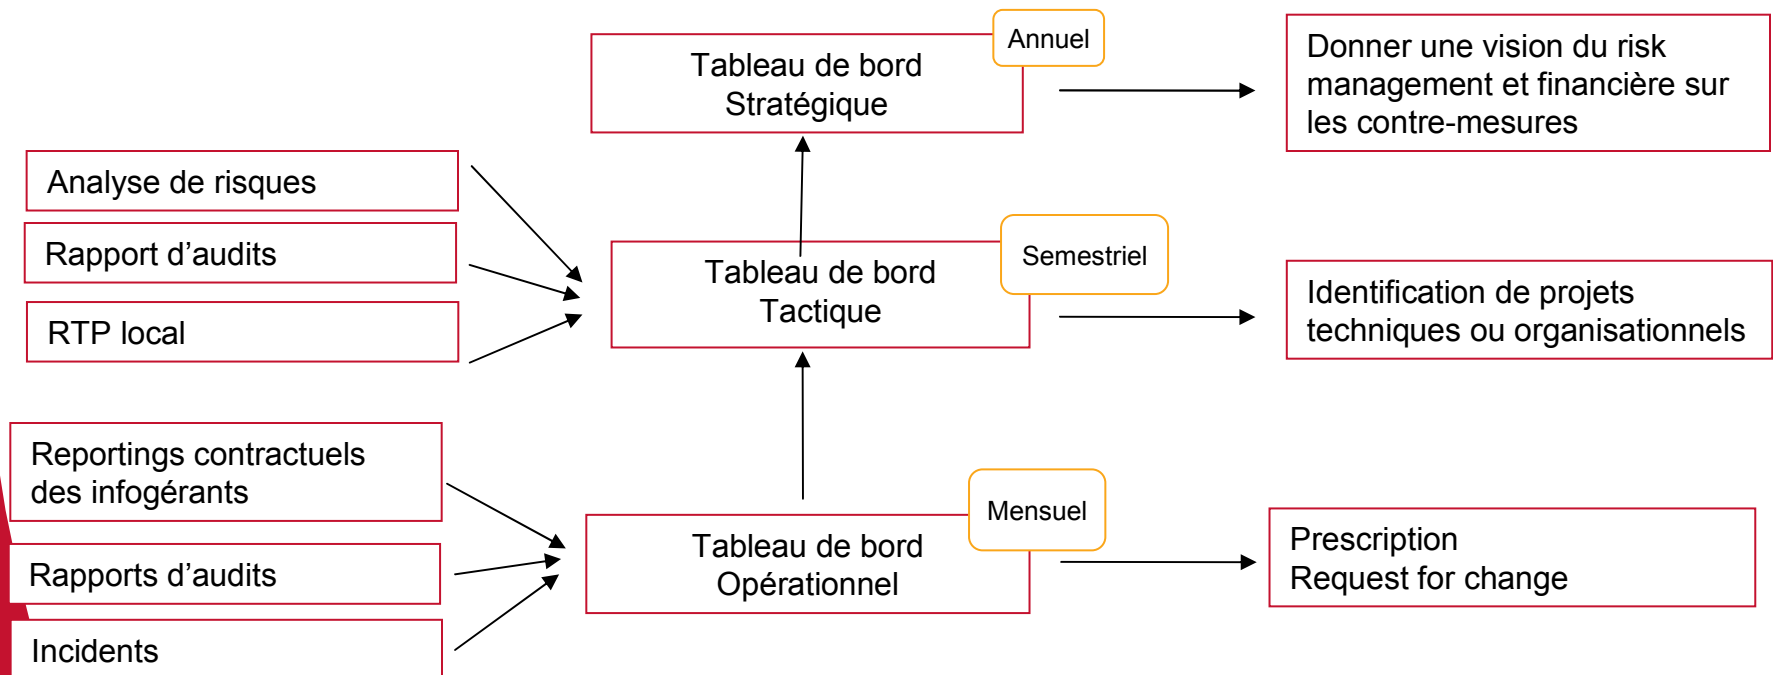 Annuel
Tableau de bord
Stratégique
Donner une vision du risk
management et financière sur
les contre-mesures
Analyse de risques
Rapport d’audits
RTP local
Semestriel
Tableau de bord
Tactique
Identification de projets
techniques ou organisationnels
Reportings contractuels
des infogérants
Rapports d’audits
Incidents
Mensuel
Tableau de bord
Opérationnel
Prescription
Request for change